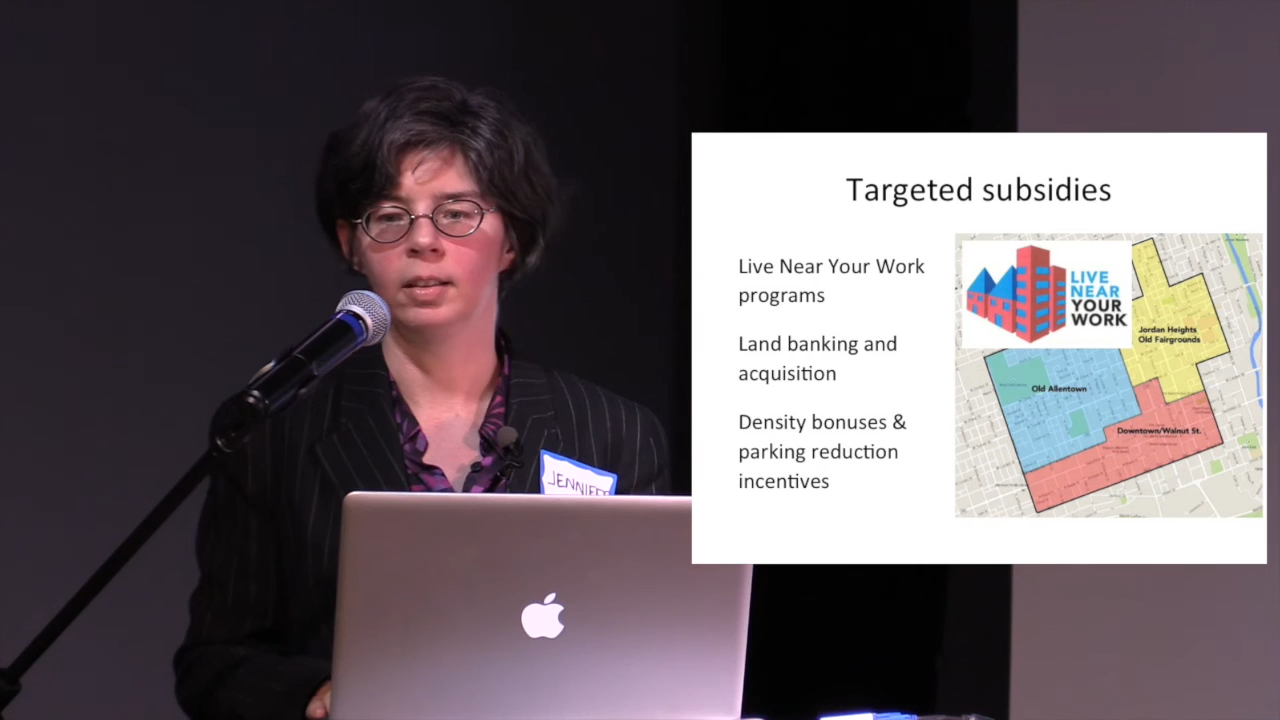 Targeted subsidies
Live Near Your Work
programs
Land banking and
acquisition
Density bonuses &
parking reduction
incentives
LIVE
NEAR
YOUR
WORK
Jordan Heights
Old Fairgrounds
Old Allentown
Downtown/Walnut St.